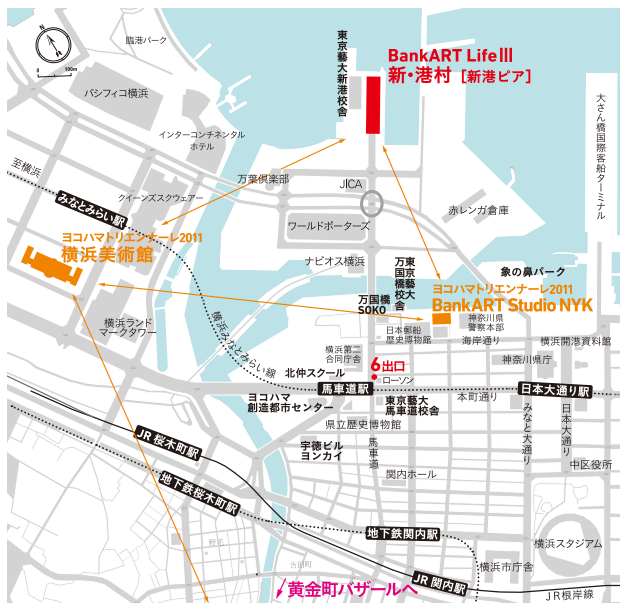 N
0
100m
臨港パーク
パシフィコ横浜
インターコンチネンタル
ホテル
東京藝大新港校舎
BankART LifeⅢ
新・港村 [新港ピア]
大さん橋国際客船ターミナル
至横浜
みなとみらい駅
クイーンズスクウェアー
万葉倶楽部
JICA
ワールドポーターズ
赤レンガ倉庫
ヨコハマトリエンナーレ2011
横浜美術館
ナビオス横浜
万国橋
SOKO
東京藝大
万国橋校舎
象の鼻パーク
ヨコハマトリエンナーレ2011
BankART Studio NYK
横浜ランド
マークタワー
横浜みなとみらい線
日本郵船
歴史博物館
神奈川県
警察本部
海岸通り
横浜開港資料館
横浜第二
合同庁舎
神奈川県庁
6出口
ローソン
北仲スクール
馬車道駅
日本大通り駅
ヨコハマ
創造都市センター
東京藝大
馬車道校舎
本町通り
県立歴史博物館
馬車道
みなと大通り
日本大通り
JR 桜木町駅
宇徳ビル
ヨンカイ
関内ホール
中区役所
地下鉄桜木町駅
地下鉄関内駅
横浜スタジアム
横浜市庁舎
JR 関内駅
JR根岸線
黄金町バザールへ